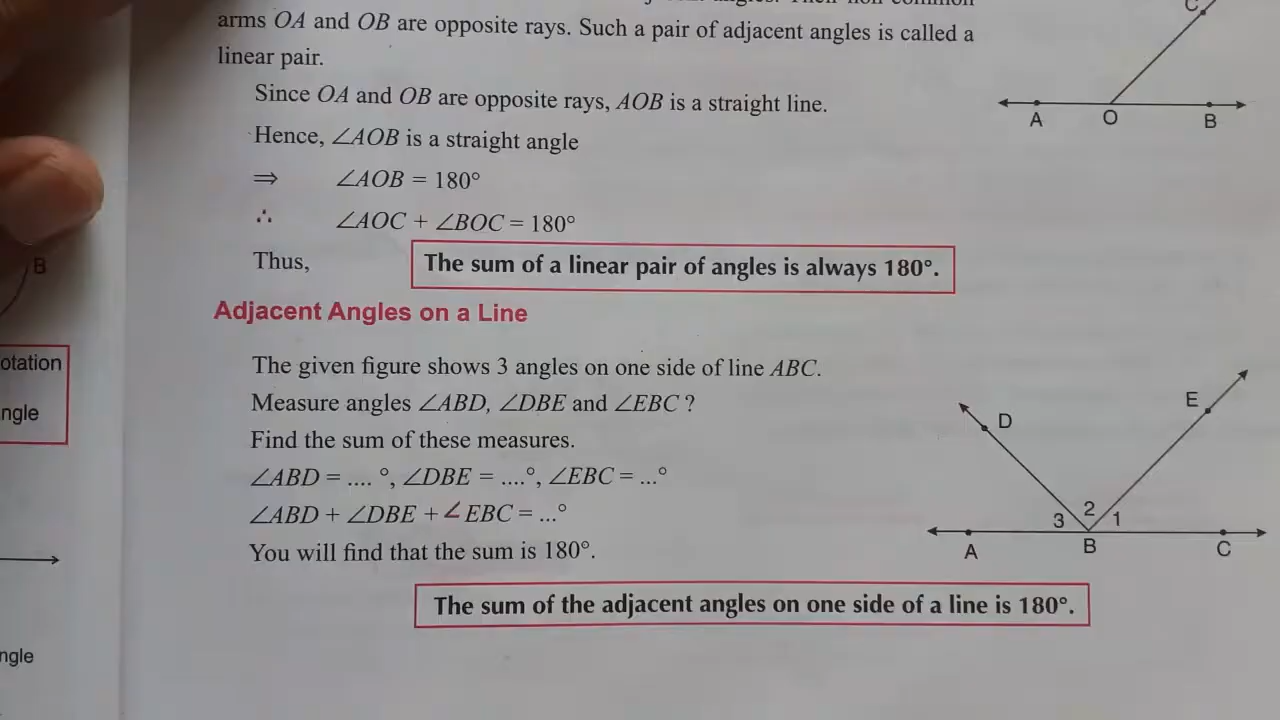 arms OA and OB are opposite rays. Such a pair of adjacent angles is called a
linear pair.
Since OA and OB are opposite rays, AOB is a straight line.
Hence, ∠AOB is a straight angle
⇒ ∠AOB = 180°
∴ ∠AOC + ∠BOC = 180°
Thus, The sum of a linear pair of angles is always 180°.
C
A O B
Adjacent Angles on a Line
The given figure shows 3 angles on one side of line ABC.
Measure angles ∠ABD, ∠DBE and ∠EBC ?
Find the sum of these measures.
∠ABD = .... °, ∠DBE = ....°, ∠EBC = ...°
∠ABD + ∠DBE + ∠EBC = ...°
You will find that the sum is 180°.
The sum of the adjacent angles on one side of a line is 180°.
E
D
3 2 1
A B C
B
otation
ngle
ngle